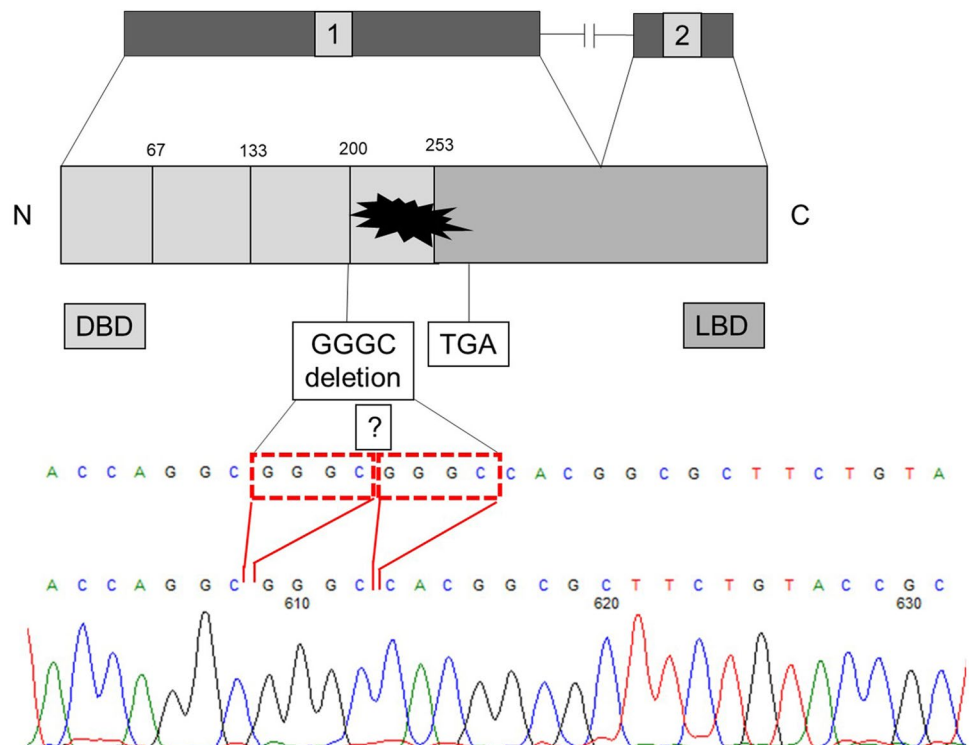 1 2
67 133 200 253
N C
DBD GGGC TGA LBD
deletion
?
A C C A G G C G G G C G G G C C A C G G C G C T T C T G T A
A C C A G G C G G G C C A C G G C G C T T C T G T A C C G C
610 620 630